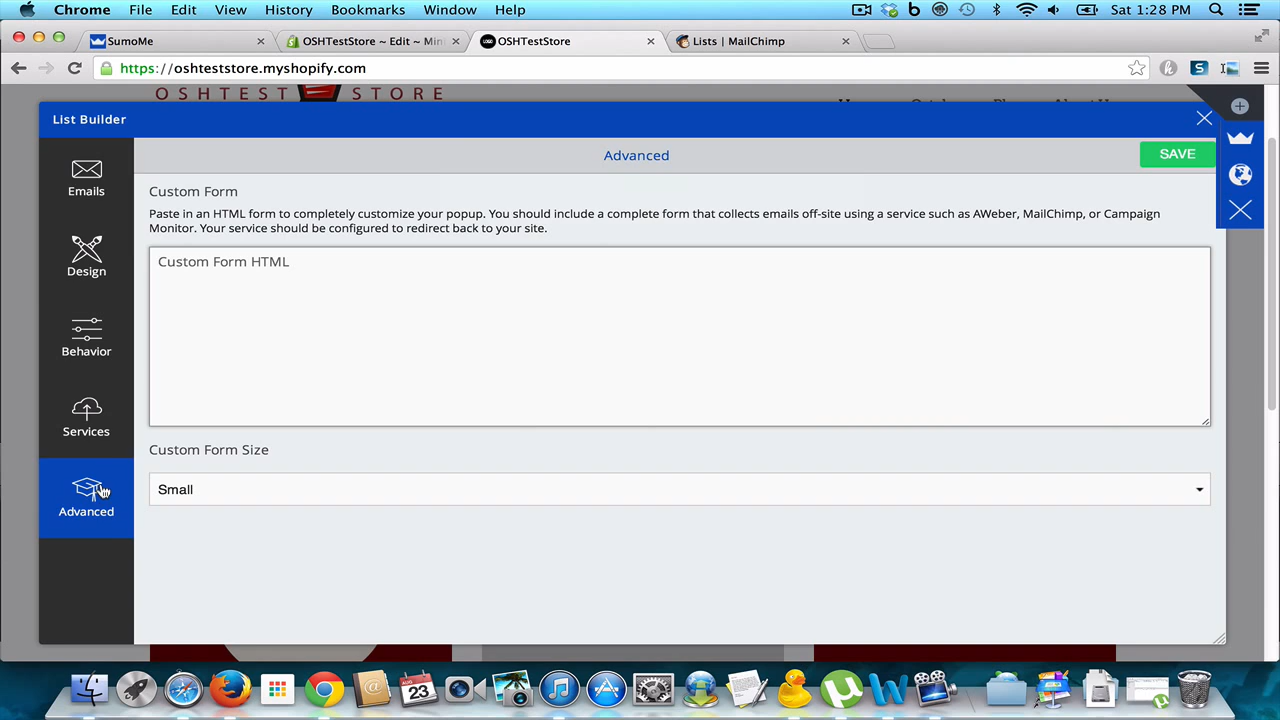 Chrome File Edit View History Bookmarks Window Help Sat 1:28 PM
SumoMe OSHTestStore ~ Edit ~ Min OSHTestStore Lists | MailChimp
https://oshteststore.myshopify.com
OSHTEST STORE
List Builder
Advanced SAVE
Emails
Design
Behavior
Services
Advanced
Custom Form
Paste in an HTML form to completely customize your popup. You should include a complete form that collects emails off-site using a service such as AWeber, MailChimp, or Campaign
Monitor. Your service should be configured to redirect back to your site.
Custom Form HTML
Custom Form Size
Small
AUG
23